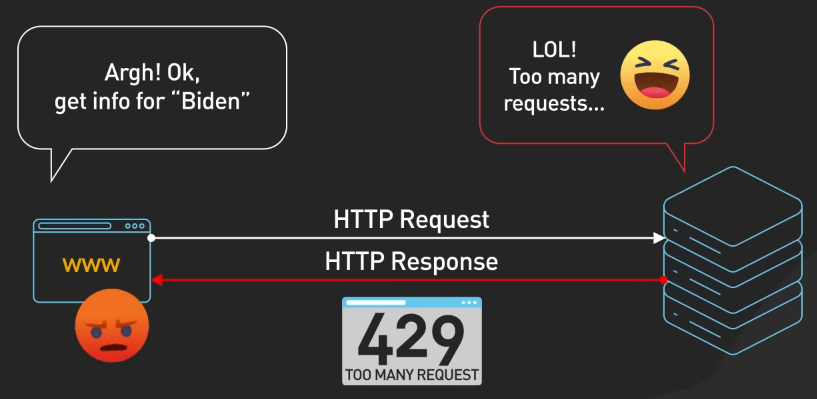 Argh! Ok,
get info for “Biden”
LOL!
Too many
requests...
HTTP Request
HTTP Response
www
429
TOO MANY REQUEST